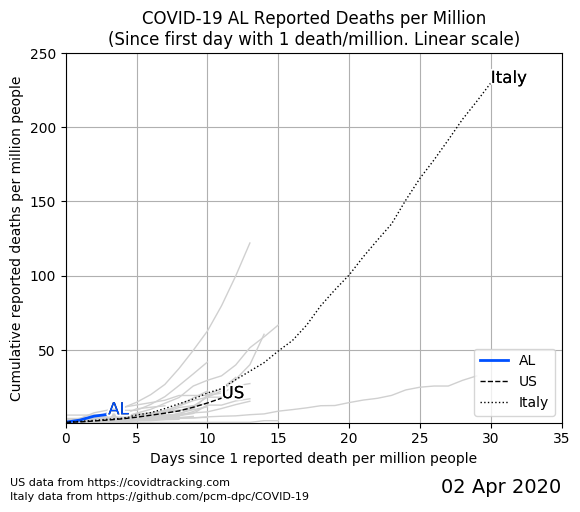 COVID-19 AL Reported Deaths per Million
(Since first day with 1 death/million. Linear scale)
Cumulative reported deaths per million people
250
200
150
100
50
Italy
US
AL
AL
US
Italy
0
5
10
15
20
25
30
35
Days since 1 reported death per million people
US data from https://covidtracking.com
Italy data from https://github.com/pcm-dpc/COVID-19
02 Apr 2020